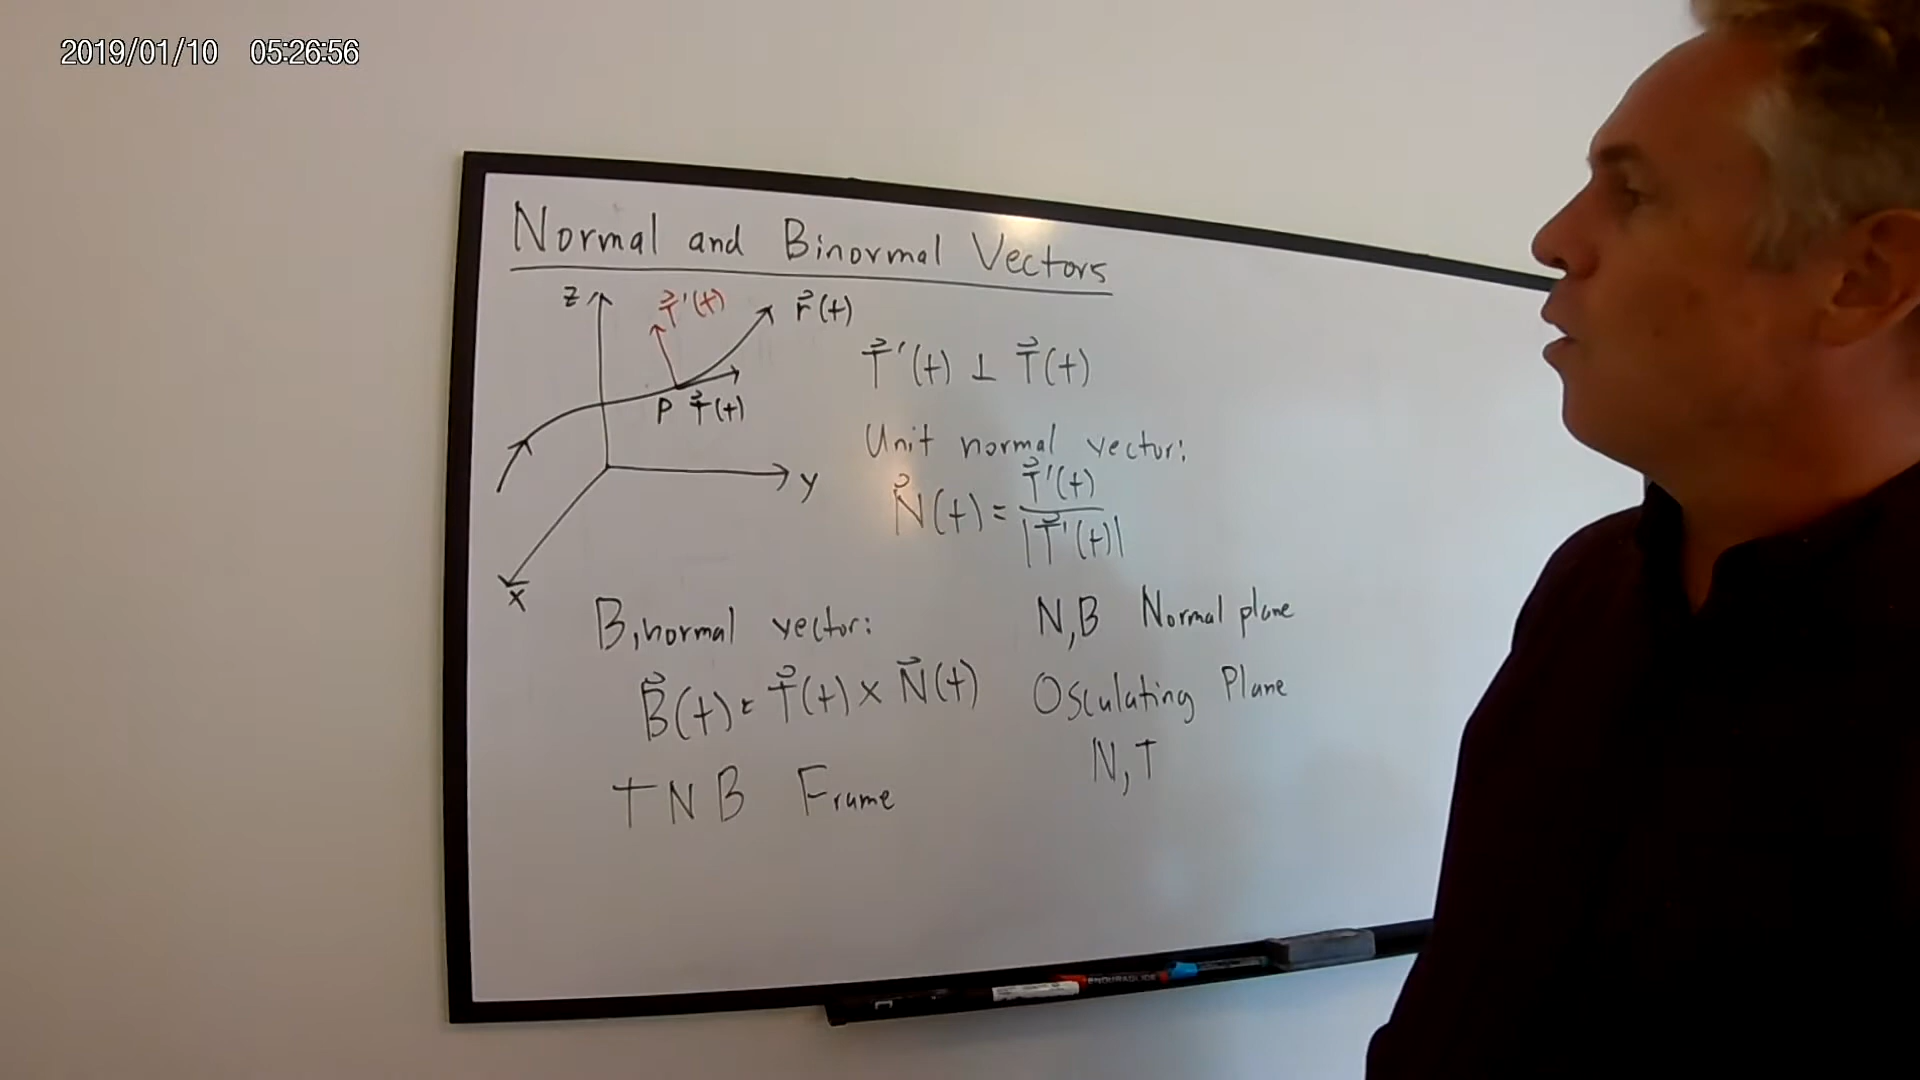 2019/01/10 05:26:56
Normal and Binormal Vectors
z
T⃗'(t)
r⃗(t)
P T⃗(t)
y
x
T⃗'(t) ⊥ T⃗(t)
Unit normal vector:
N⃗(t) = T⃗'(t) / |T⃗'(t)|
Binormal vector:
B⃗(t) = T⃗(t) × N⃗(t)
T N B Frame
N, B Normal plane
Osculating Plane
N, T
ENDURAGLIDE